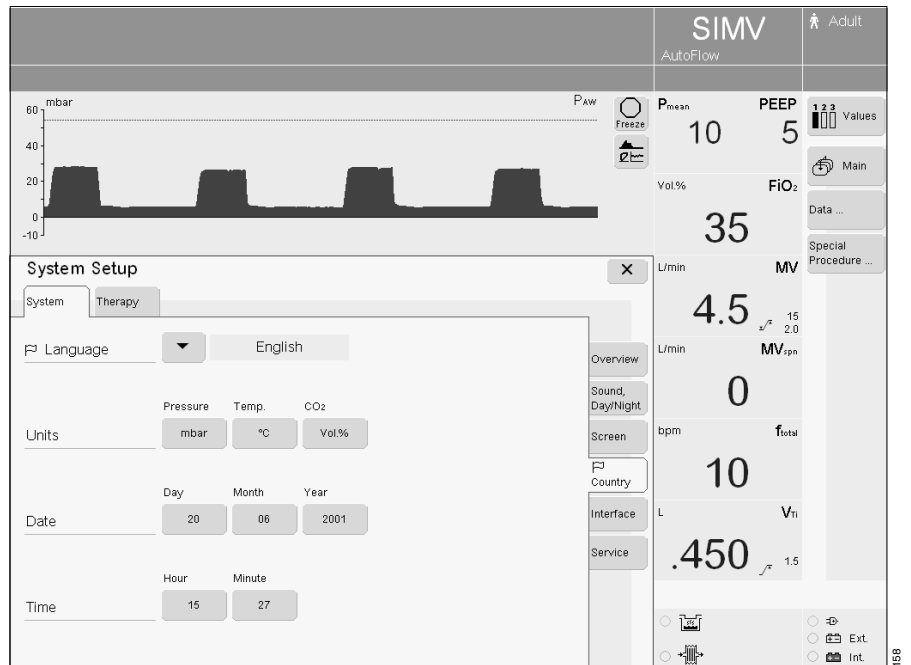 SIMV
AutoFlow
Adult
60 mbar
PAW
40
20
0
-10
Freeze
Pmean PEEP
10 5
Vol.% FiO₂
35
L/min MV
4.5 15
2.0
L/min MVspn
0
bpm ftotal
10
L VTi
.450 1.5
1 2 3 Values
Main
Data ...
Special
Procedure ...
System Setup X
System Therapy
Language English
Pressure Temp. CO₂
Units mbar °C Vol.%
Day Month Year
Date 20 06 2001
Hour Minute
Time 15 27
Overview
Sound,
Day/Night
Screen
Country
Interface
Service
Ext.
Int.
158